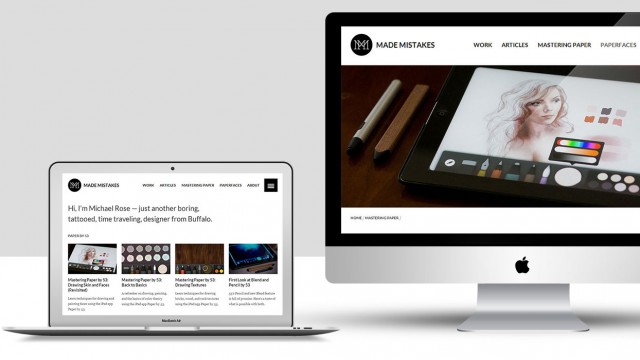 MADE MISTAKES
WORK
ARTICLES
MASTERING PAPER
PAPERFACES
HOME / MASTERING PAPER /
MADE MISTAKES
WORK
ARTICLES
MASTERING PAPER
PAPERFACES
ABOUT
Hi, I'm Michael Rose — just another boring,
tattooed, time traveling, designer from Buffalo.
PAPER BY 53
Mastering Paper by 53:
Drawing Skin and Faces
(Revisited)
Mastering Paper by 53:
Back to Basics
Mastering Paper by 53:
Drawing Textures
First Look at Blend and
Pencil by 53
MacBook Air